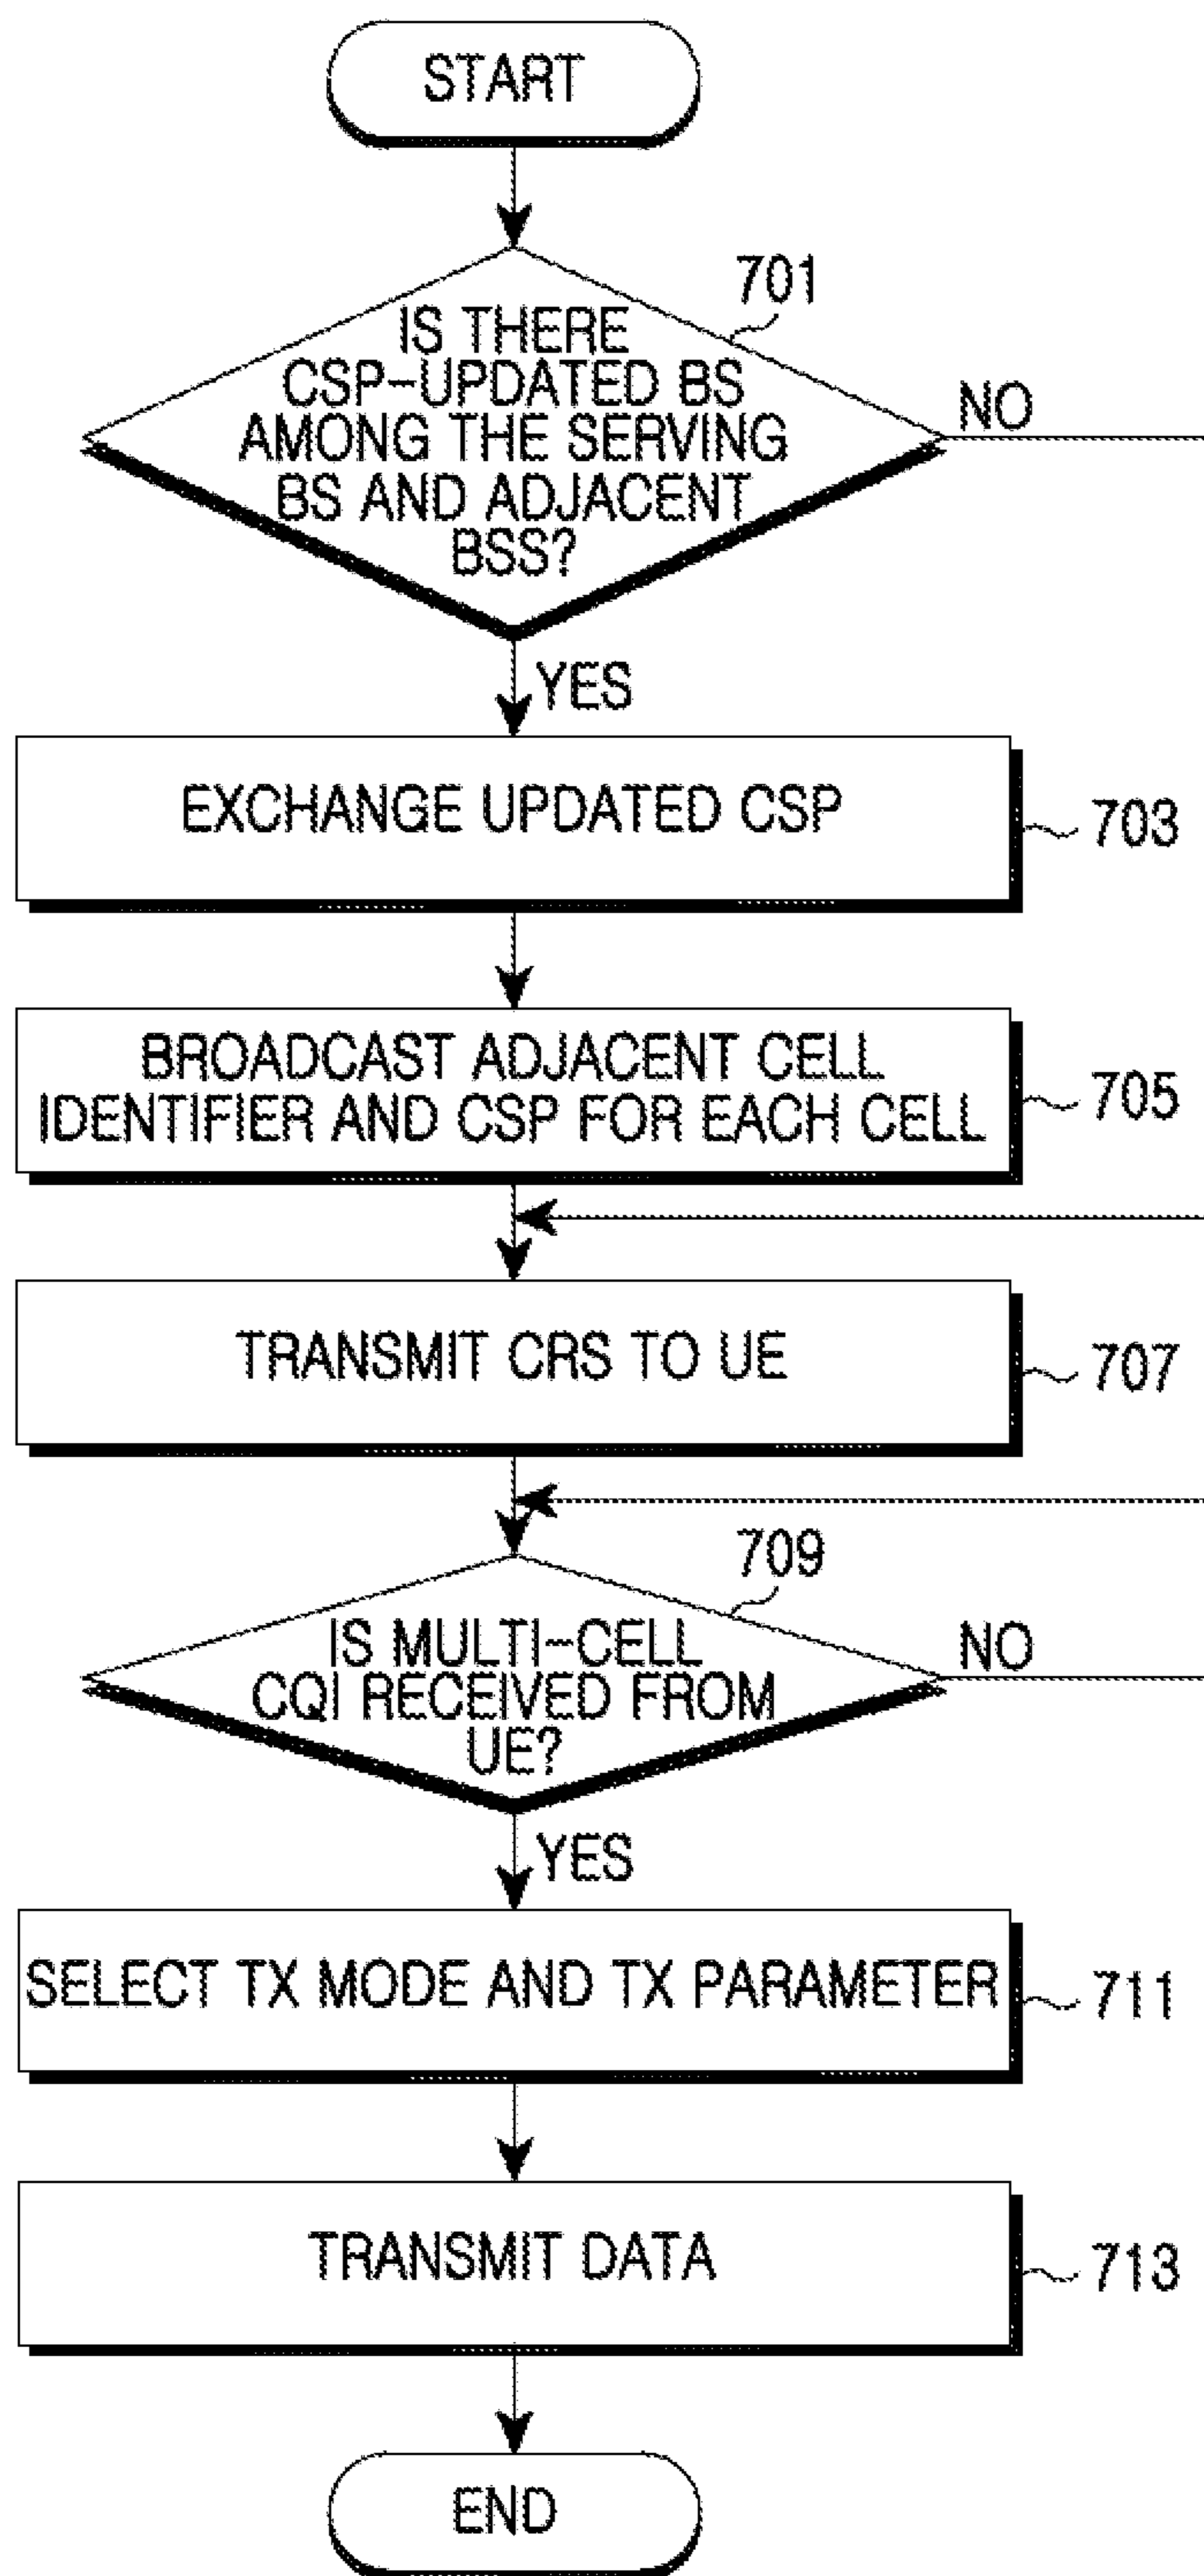 START
701
IS THERE
CSP-UPDATED BS
AMONG THE SERVING
BS AND ADJACENT
BSS?
NO
YES
EXCHANGE UPDATED CSP
703
BROADCAST ADJACENT CELL
IDENTIFIER AND CSP FOR EACH CELL
705
TRANSMIT CRS TO UE
707
709
IS MULTI-CELL
CQI RECEIVED FROM
UE?
NO
YES
SELECT TX MODE AND TX PARAMETER
711
TRANSMIT DATA
713
END